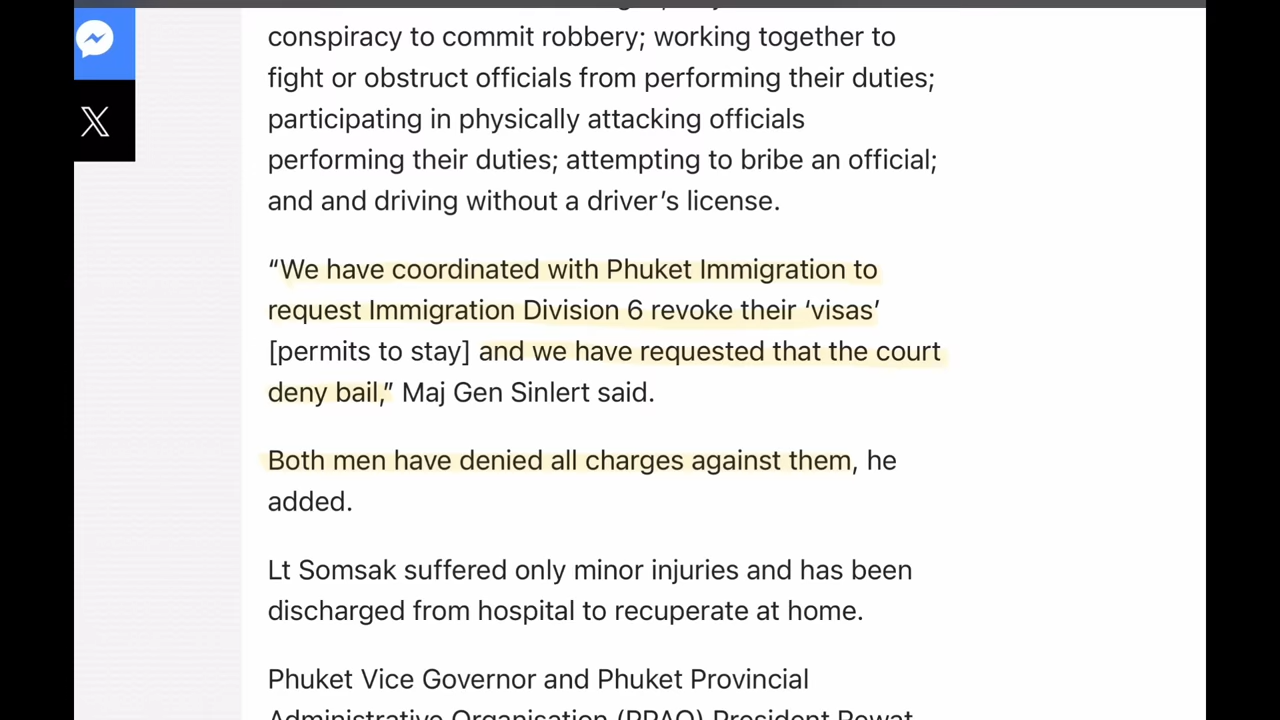 conspiracy to commit robbery; working together to
fight or obstruct officials from performing their duties;
participating in physically attacking officials
performing their duties; attempting to bribe an official;
and and driving without a driver’s license.
“We have coordinated with Phuket Immigration to
request Immigration Division 6 revoke their ‘visas’
[permits to stay] and we have requested that the court
deny bail,” Maj Gen Sinlert said.
Both men have denied all charges against them, he
added.
Lt Somsak suffered only minor injuries and has been
discharged from hospital to recuperate at home.
Phuket Vice Governor and Phuket Provincial
Administrative Organisation (PPAO) President Rewat